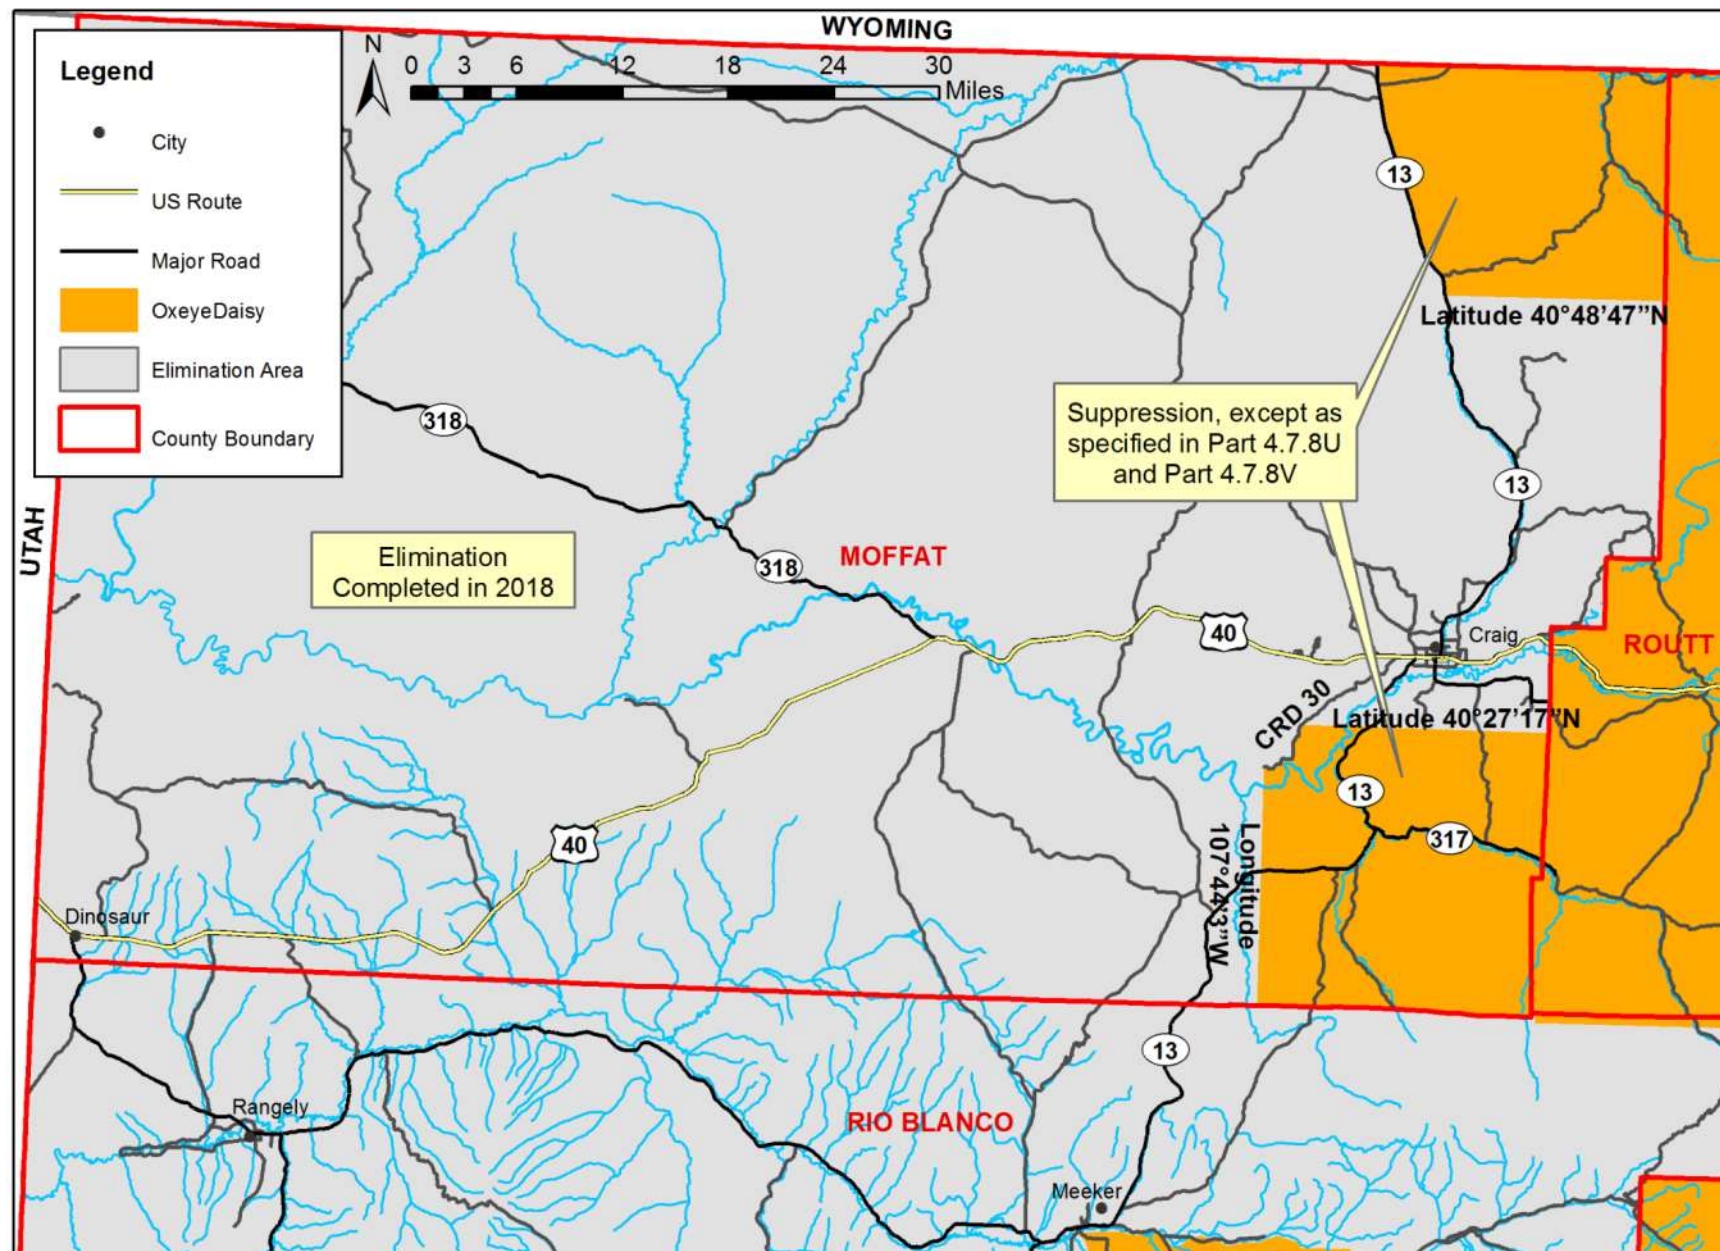 WYOMING
Legend
City
US Route
Major Road
OxeyeDaisy
Elimination Area
County Boundary
N
0 3 6 12 18 24 30
Miles
13
Latitude 40°48'47"N
318
Suppression, except as
specified in Part 4.7.8U
and Part 4.7.8V
13
UTAH
Elimination
Completed in 2018
318
MOFFAT
40
Craig
ROUTT
CRD 30
Latitude 40°27'17"N
13
317
40
Longitude
107°44'3"W
Dinosaur
13
Rangely
RIO BLANCO
Meeker